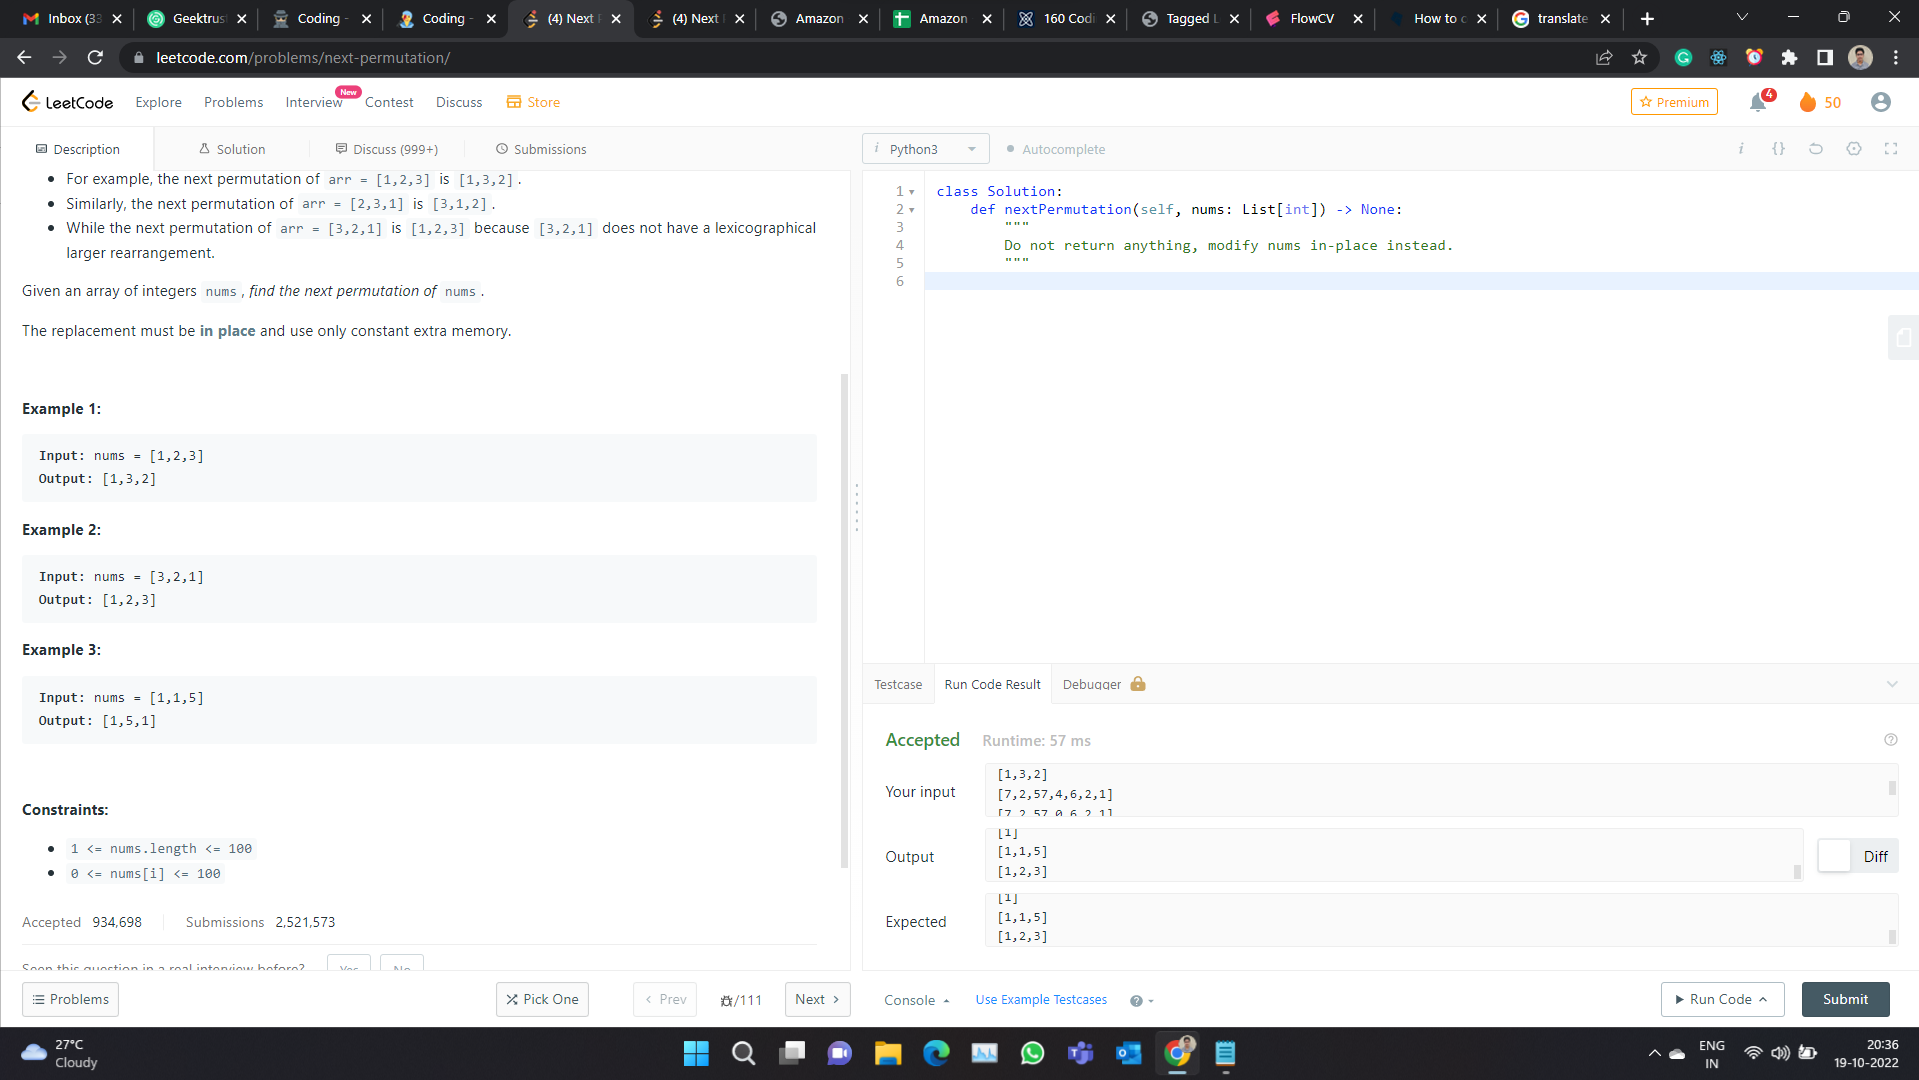 Inbox (33
Geektrus
Coding -
Coding -
(4) Next P
(4) Next
Amazon
Amazon
160 Codi
Tagged L
FlowCV
How to c
translate
leetcode.com/problems/next-permutation/
LeetCode
Explore
Problems
Interview
New
Contest
Discuss
Store
Premium
4
50
Description
Solution
Discuss (999+)
Submissions
For example, the next permutation of arr = [1,2,3] is [1,3,2].
Similarly, the next permutation of arr = [2,3,1] is [3,1,2].
While the next permutation of arr = [3,2,1] is [1,2,3] because [3,2,1] does not have a lexicographical
larger rearrangement.
Given an array of integers nums, find the next permutation of nums.
The replacement must be in place and use only constant extra memory.
Example 1:
Input: nums = [1,2,3]
Output: [1,3,2]
Example 2:
Input: nums = [3,2,1]
Output: [1,2,3]
Example 3:
Input: nums = [1,1,5]
Output: [1,5,1]
Constraints:
1 <= nums.length <= 100
0 <= nums[i] <= 100
Accepted 934,698
Submissions 2,521,573
Seen this question in a real interview before?
Yes
No
Problems
Pick One
Prev
/111
Next
i Python3
Autocomplete
i {}
1 class Solution:
2 def nextPermutation(self, nums: List[int]) -> None:
3 """
4 Do not return anything, modify nums in-place instead.
5 """
6
Testcase
Run Code Result
Debugger
Accepted
Runtime: 57 ms
Your input
[1,3,2]
[7,2,57,4,6,2,1]
[7,2,57,0,6,2,1]
Output
[1]
[1,1,5]
[1,2,3]
Diff
Expected
[1]
[1,1,5]
[1,2,3]
Console
Use Example Testcases
Run Code
Submit
27°C
Cloudy
ENG
IN
20:36
19-10-2022